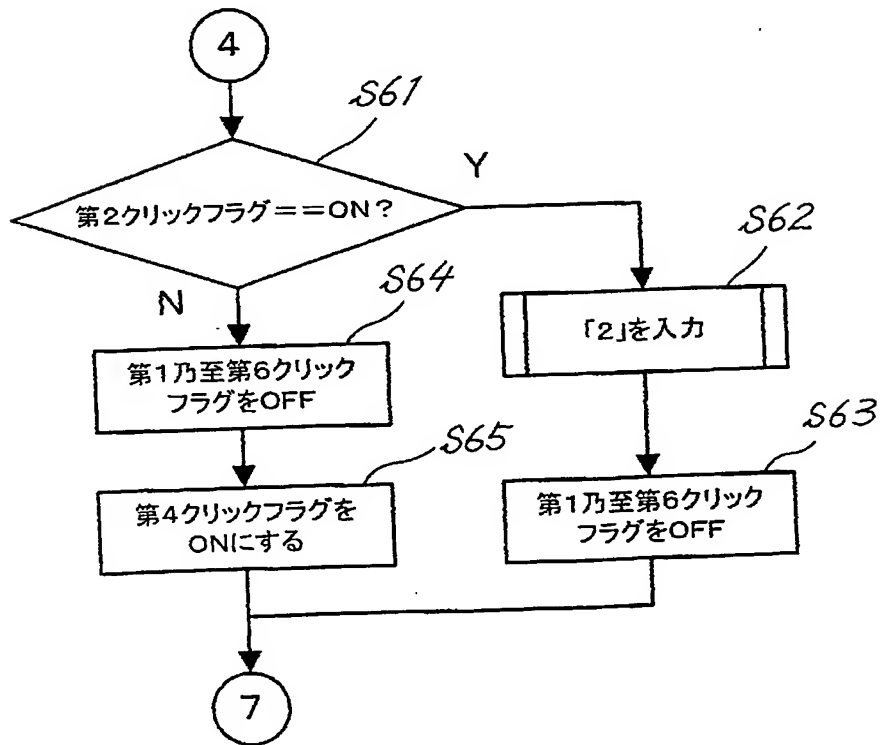 4
S61
第2クリックフラグ==ON?
Y
N
S62
「2」を入力
S64
第1乃至第6クリック
フラグをOFF
S63
第1乃至第6クリック
フラグをOFF
S65
第4クリックフラグを
ONにする
7